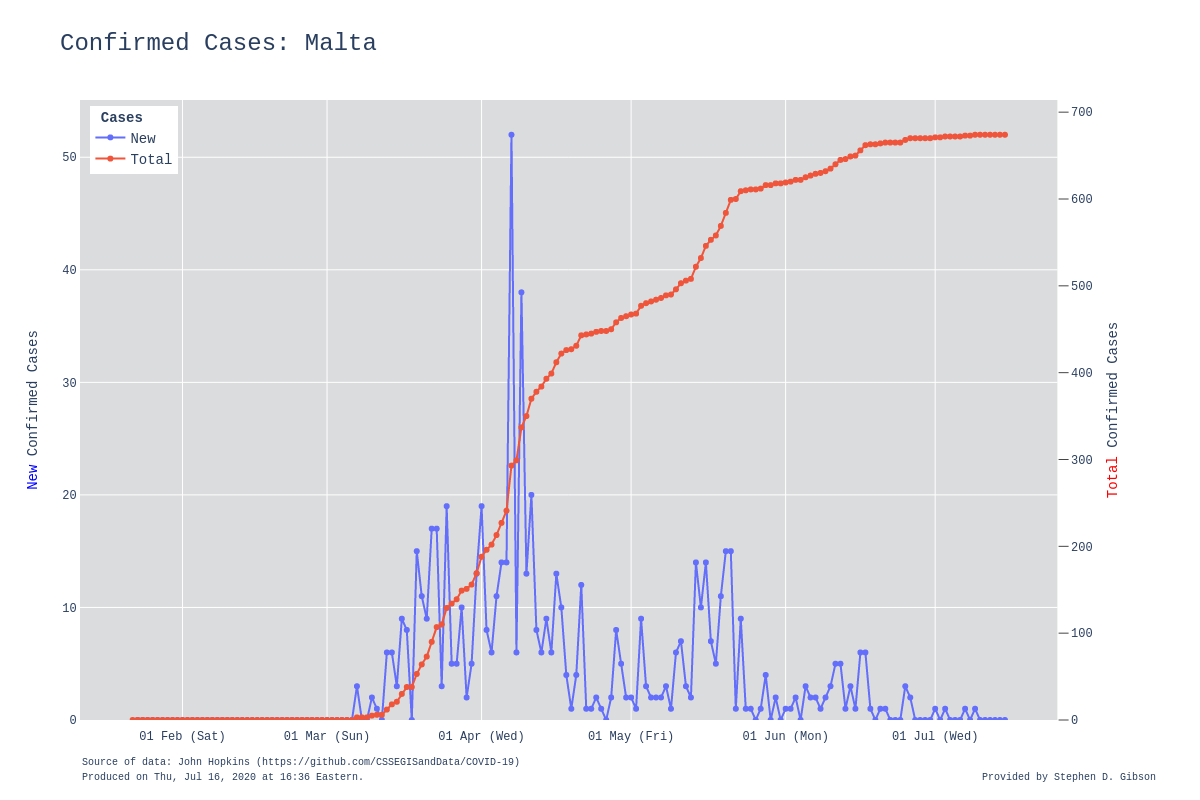 Confirmed Cases: Malta
Cases
New
Total
50
40
30
20
10
0
700
600
500
400
300
200
100
0
New Confirmed Cases
Total Confirmed Cases
01 Feb (Sat)
01 Mar (Sun)
01 Apr (Wed)
01 May (Fri)
01 Jun (Mon)
01 Jul (Wed)
Source of data: John Hopkins (https://github.com/CSSEGISandData/COVID-19)
Produced on Thu, Jul 16, 2020 at 16:36 Eastern.
Provided by Stephen D. Gibson